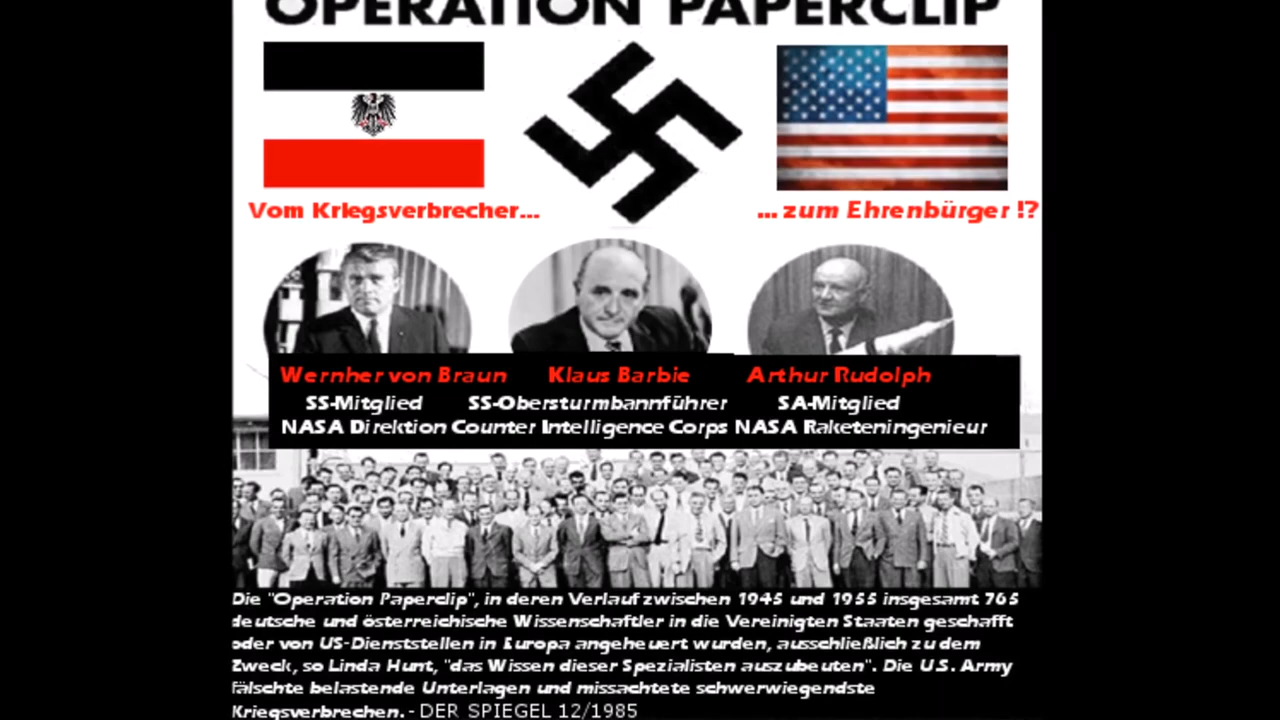 OPERATION PAPERCLIP
Vom Kriegsverbrecher... ... zum Ehrenbürger !?
Wernher von Braun Klaus Barbie Arthur Rudolph
SS-Mitglied SS-Obersturmbannführer SA-Mitglied
NASA Direktion Counter Intelligence Corps NASA Raketeningenieur
Die "Operation Paperclip", in deren Verlauf zwischen 1945 und 1955 insgesamt 765
deutsche und österreichische Wissenschaftler in die Vereinigten Staaten geschafft
oder von US-Dienststellen in Europa angeheuert wurden, ausschließlich zu dem
Zweck, so Linda Hunt, "das Wissen dieser Spezialisten auszubeuten". Die U.S. Army
fälschte belastende Unterlagen und missachtete schwerwiegendste
Kriegsverbrechen. - DER SPIEGEL 12/1985